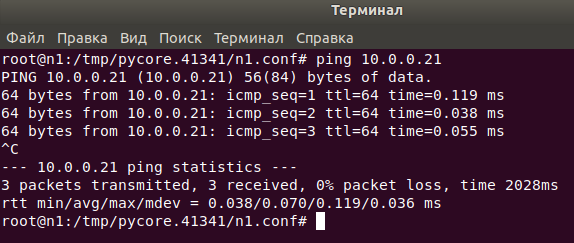 Терминал
Файл Правка Вид Поиск Терминал Справка
root@n1:/tmp/pycore.41341/n1.conf# ping 10.0.0.21
PING 10.0.0.21 (10.0.0.21) 56(84) bytes of data.
64 bytes from 10.0.0.21: icmp_seq=1 ttl=64 time=0.119 ms
64 bytes from 10.0.0.21: icmp_seq=2 ttl=64 time=0.038 ms
64 bytes from 10.0.0.21: icmp_seq=3 ttl=64 time=0.055 ms
^C
--- 10.0.0.21 ping statistics ---
3 packets transmitted, 3 received, 0% packet loss, time 2028ms
rtt min/avg/max/mdev = 0.038/0.070/0.119/0.036 ms
root@n1:/tmp/pycore.41341/n1.conf#